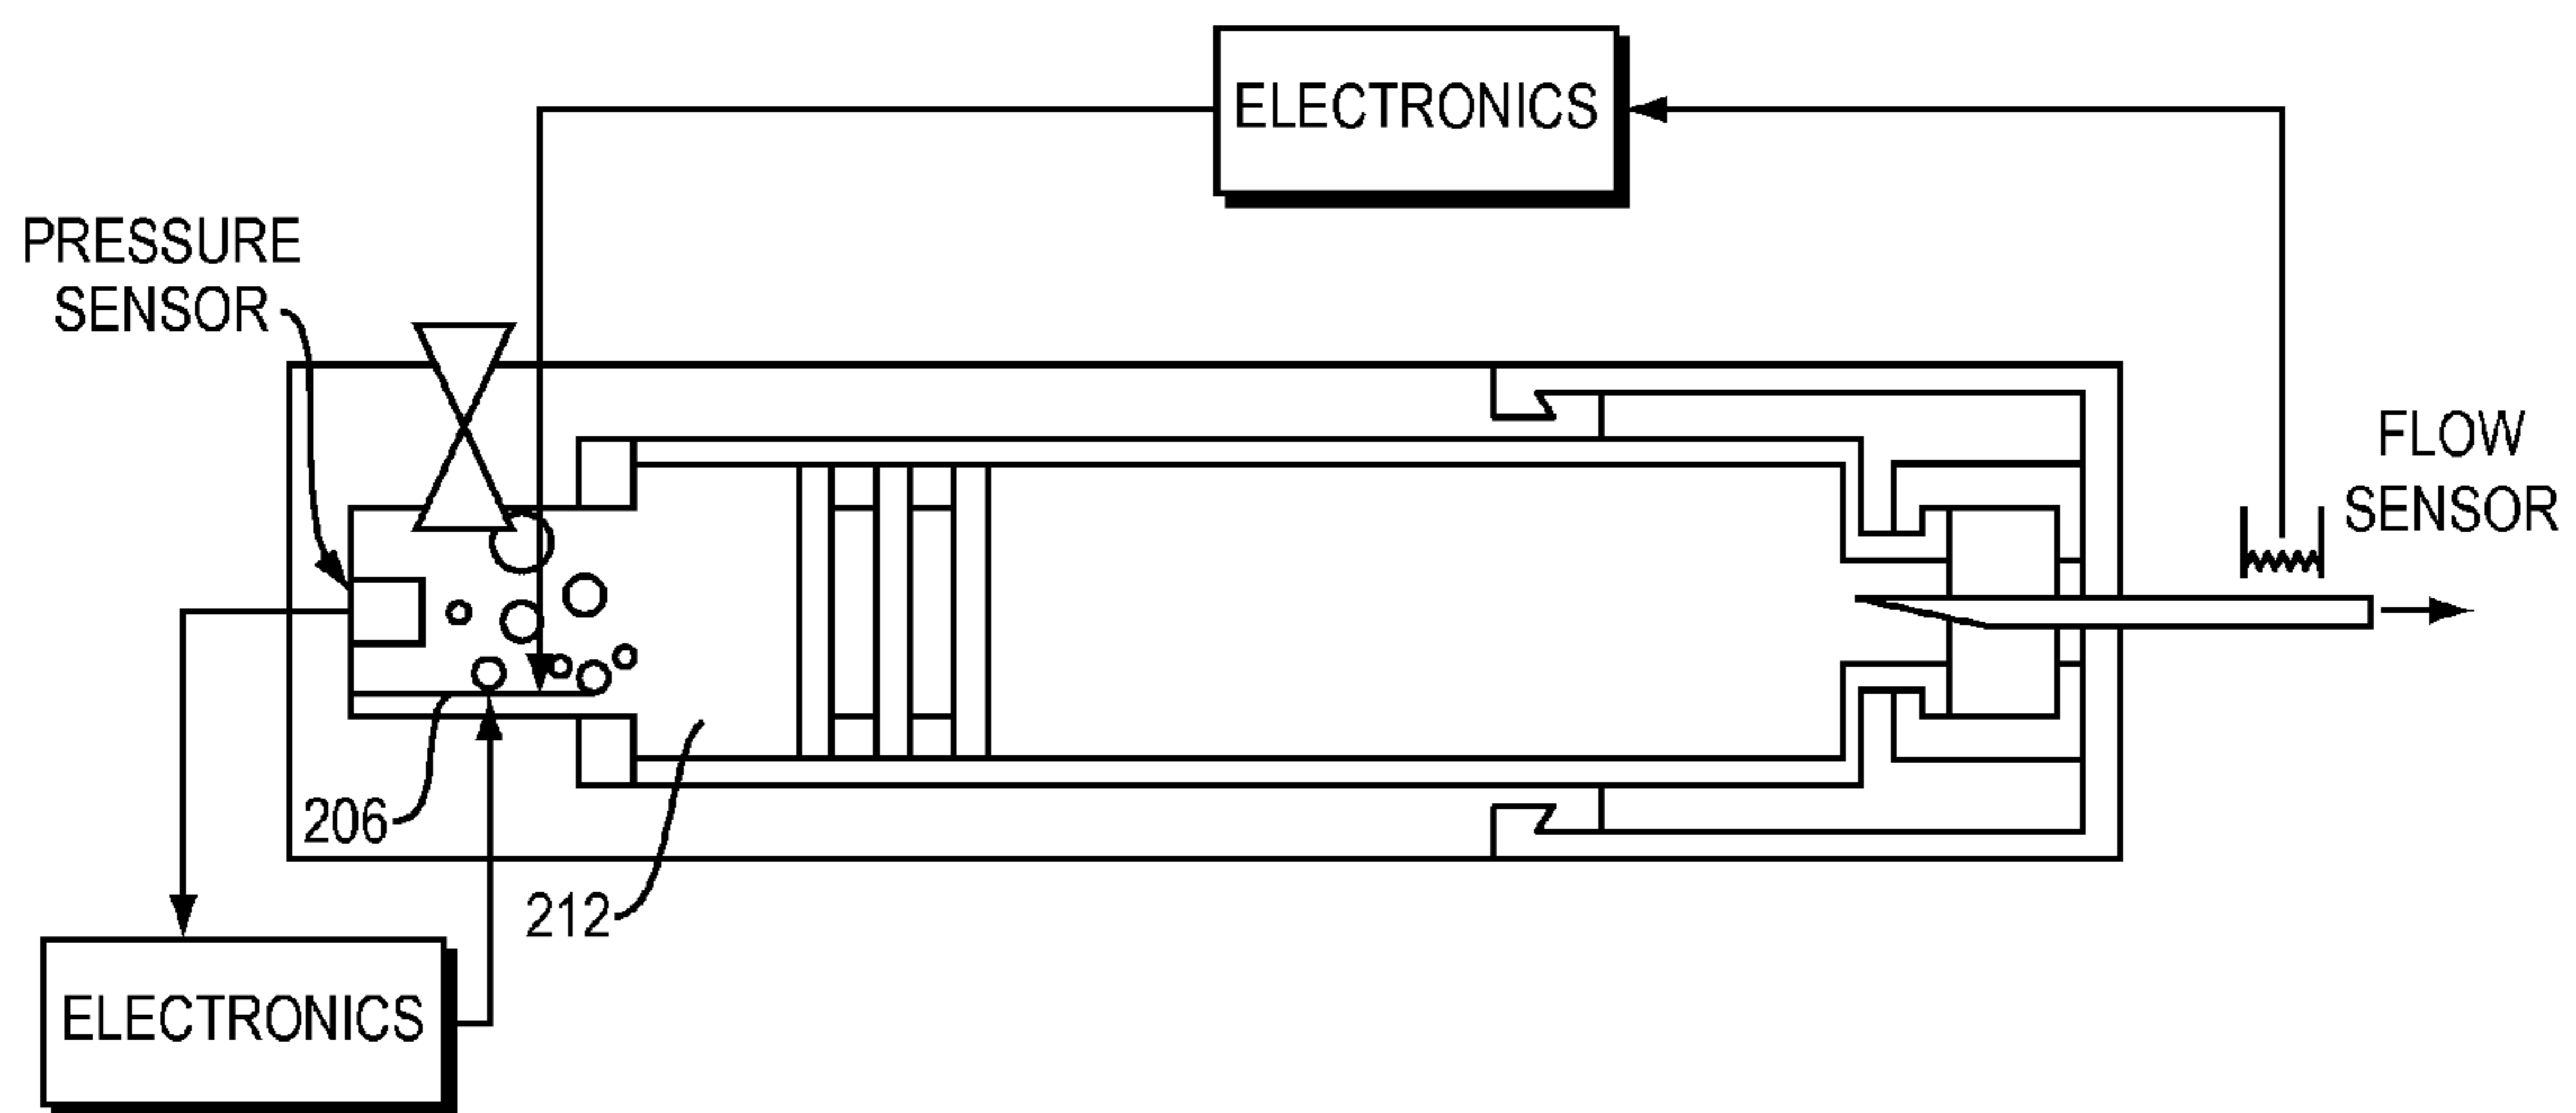 ELECTRONICS
PRESSURE
SENSOR
FLOW
SENSOR
206
212
ELECTRONICS